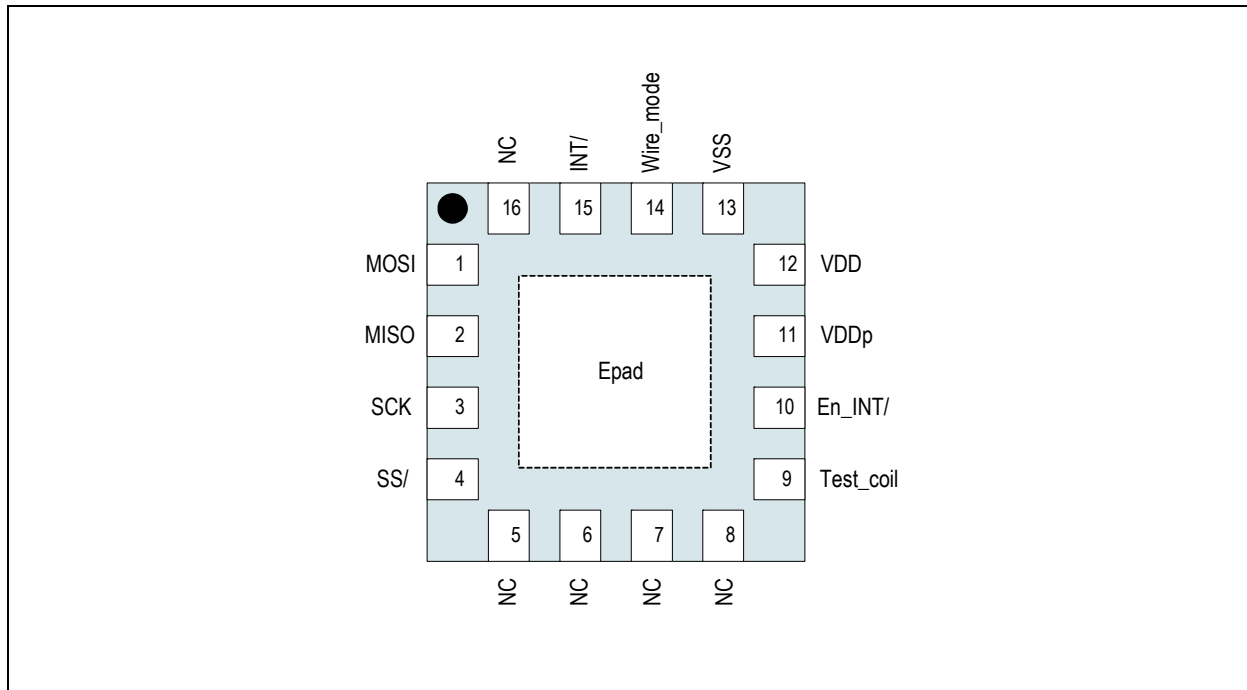 NC
INT/
Wire_mode
VSS
16
15
14
13
MOSI 1
12 VDD
MISO 2
11 VDDp
Epad
SCK 3
10 En_INT/
SS/ 4
9 Test_coil
5
6
7
8
NC
NC
NC
NC